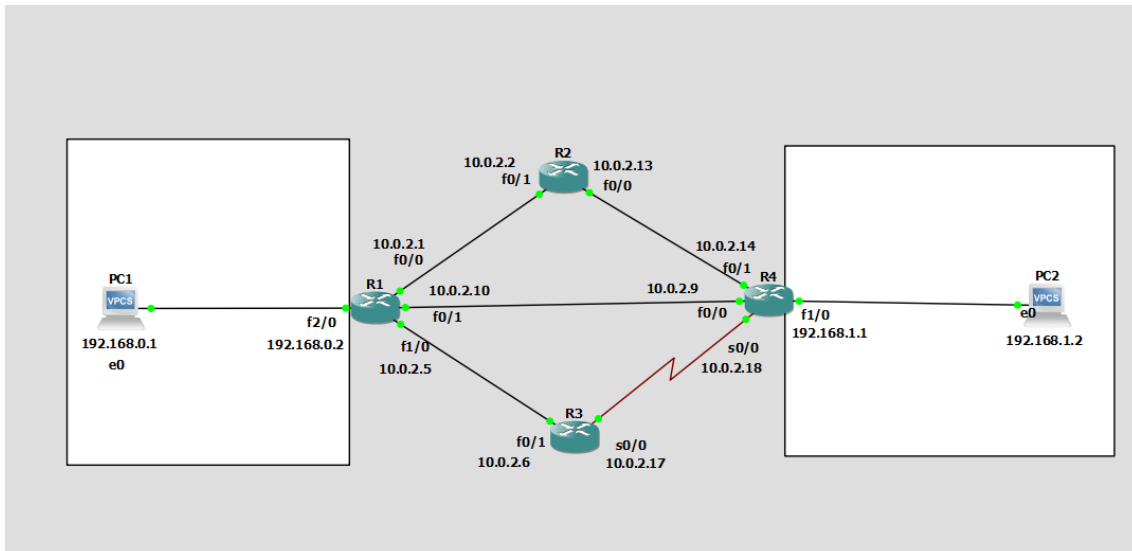 R2
10.0.2.2
10.0.2.13
f0/1
f0/0
10.0.2.1
f0/0
10.0.2.14
f0/1
PC1
VPCS
R1
10.0.2.10
10.0.2.9
R4
PC2
VPCS
f2/0
f0/1
f0/0
f1/0
e0
192.168.0.1
192.168.0.2
f1/0
s0/0
192.168.1.1
192.168.1.2
e0
10.0.2.5
10.0.2.18
R3
f0/1
s0/0
10.0.2.6
10.0.2.17